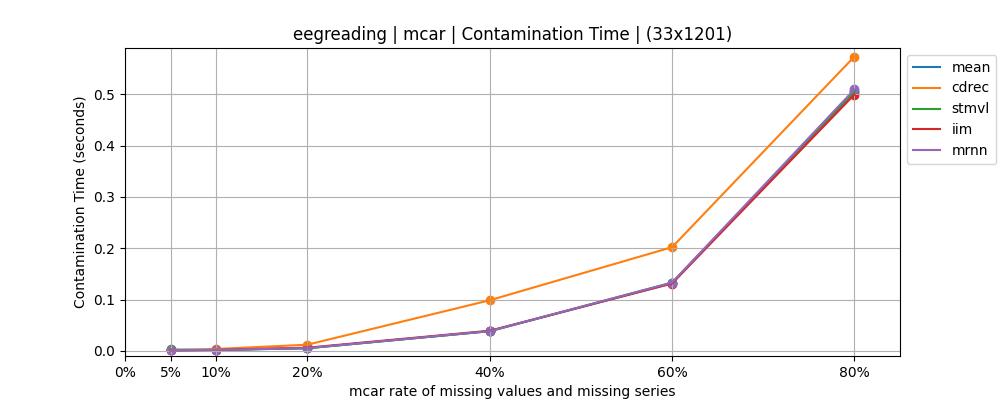 eegreading | mcar | Contamination Time | (33x1201)
Contamination Time (seconds)
0.5
0.4
0.3
0.2
0.1
0.0
0% 5% 10% 20% 40% 60% 80%
mcar rate of missing values and missing series
mean
cdrec
stmvl
iim
mrnn